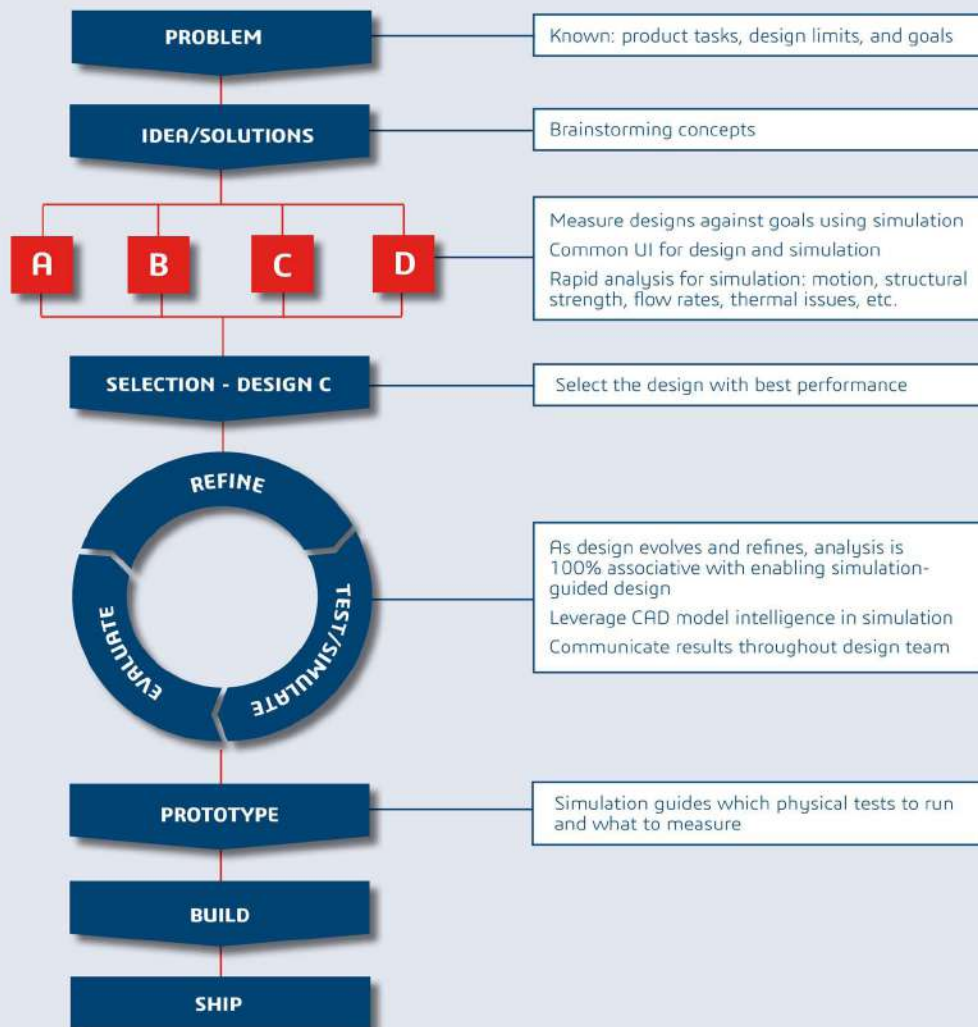 PROBLEM
Known: product tasks, design limits, and goals
IDEA/SOLUTIONS
Brainstorming concepts
A B C D
Measure designs against goals using simulation
Common UI for design and simulation
Rapid analysis for simulation: motion, structural
strength, flow rates, thermal issues, etc.
SELECTION - DESIGN C
Select the design with best performance
REFINE
TEST/SIMULATE
EVALUATE
As design evolves and refines, analysis is
100% associative with enabling simulation-
guided design
Leverage CAD model intelligence in simulation
Communicate results throughout design team
PROTOTYPE
Simulation guides which physical tests to run
and what to measure
BUILD
SHIP